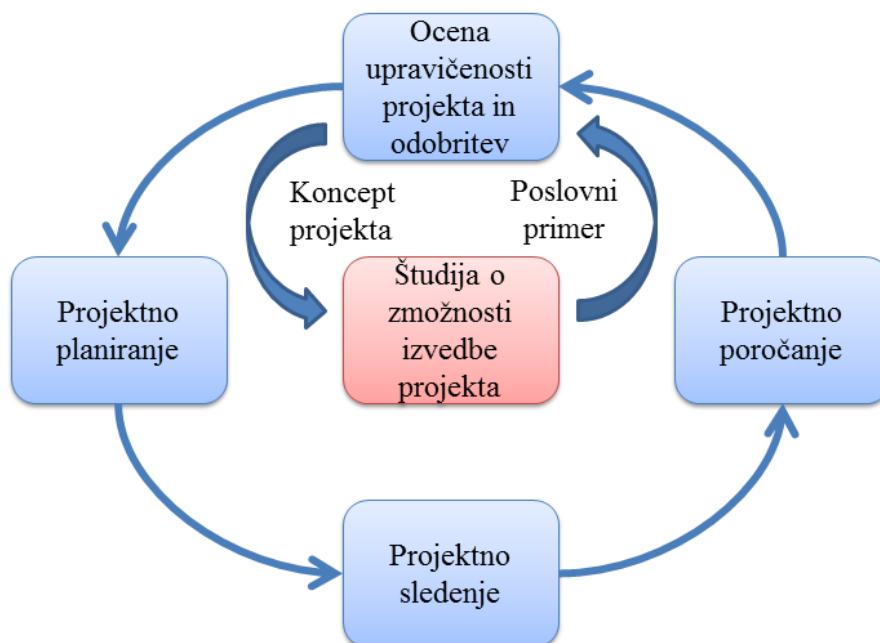 Ocena
upravičenosti
projekta in
odobritev
Koncept
projekta
Poslovni
primer
Projektno
planiranje
Študija o
zmožnosti
izvedbe
projekta
Projektno
poročanje
Projektno
sledenje